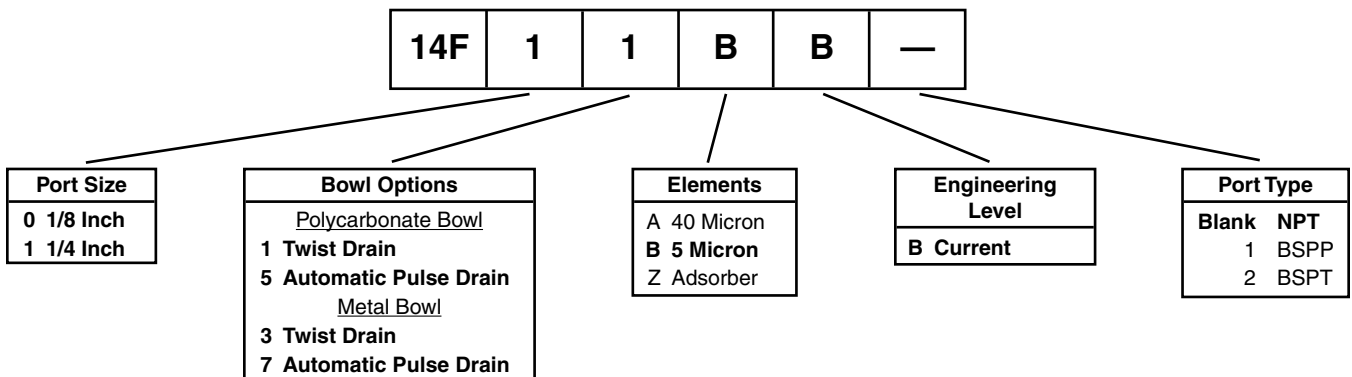 14F 1 1 B B —
Port Size
0 1/8 Inch
1 1/4 Inch
Bowl Options
Polycarbonate Bowl
1 Twist Drain
5 Automatic Pulse Drain
Metal Bowl
3 Twist Drain
7 Automatic Pulse Drain
Elements
A 40 Micron
B 5 Micron
Z Adsorber
Engineering
Level
B Current
Port Type
Blank NPT
1 BSPP
2 BSPT